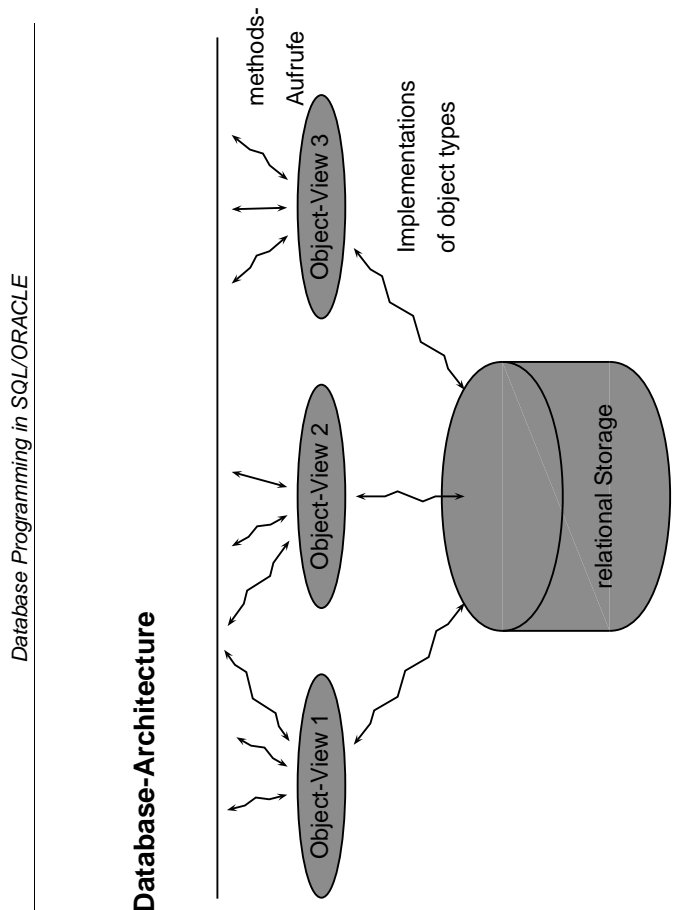 Database Programming in SQL/ORACLE
Database-Architecture
methods-
Aufrufe
Object-View 1
Object-View 2
Object-View 3
Implementations
of object types
relational Storage